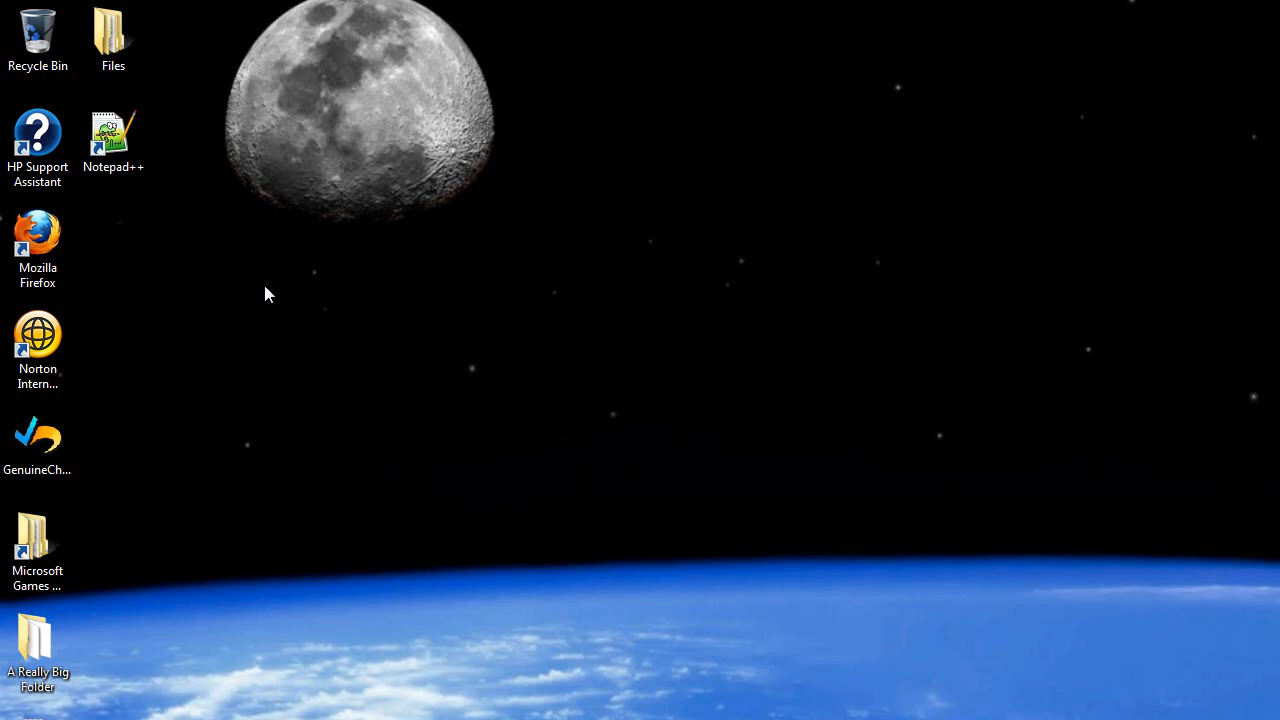 Recycle Bin
Files
HP Support
Assistant
Notepad++
Mozilla
Firefox
Norton
Intern...
GenuineCh...
Microsoft
Games ...
A Really Big
Folder